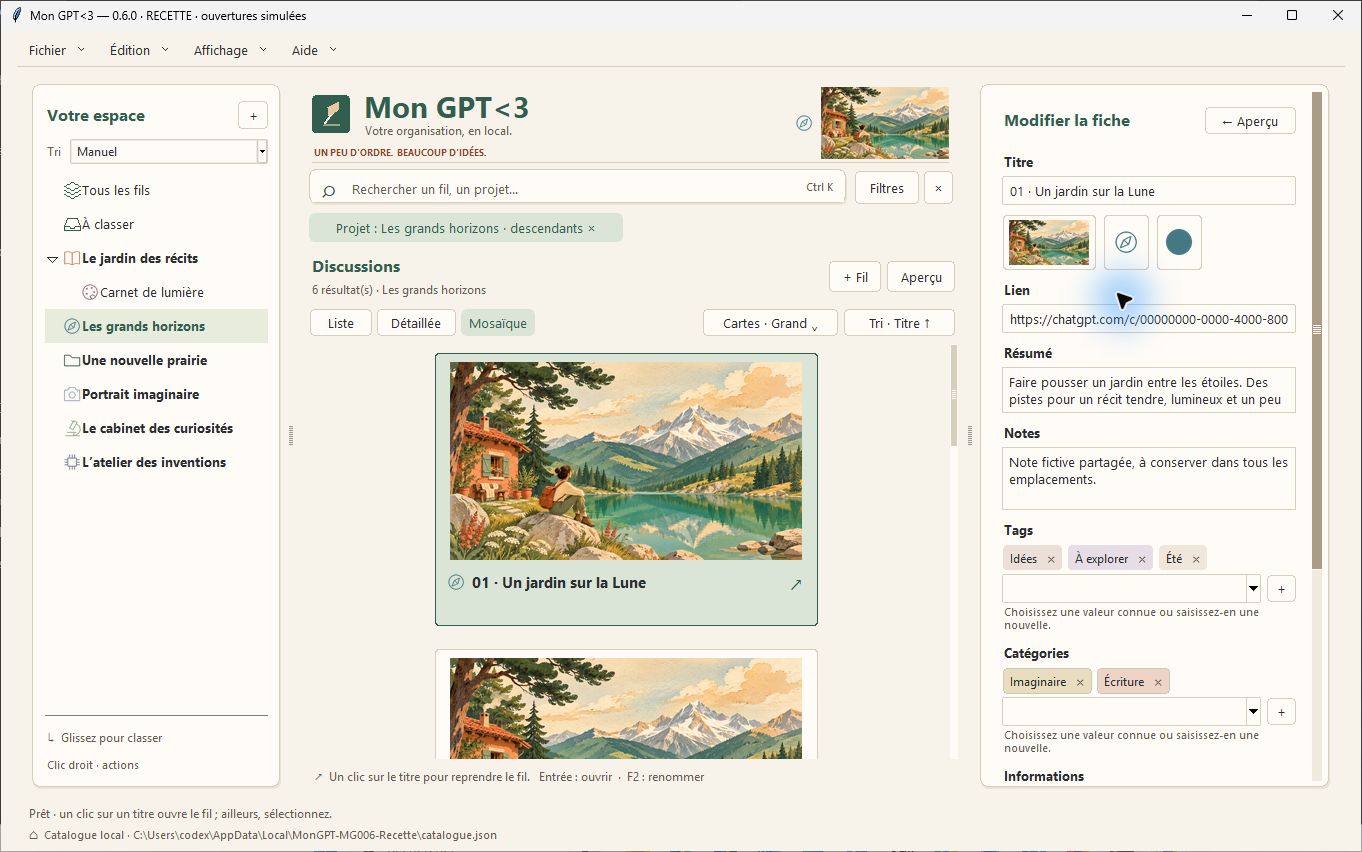 Mon GPT<3 — 0.6.0 · RECETTE · ouvertures simulées
Fichier
Édition
Affichage
Aide
Votre espace
+
Tri
Manuel
Tous les fils
À classer
Le jardin des récits
Carnet de lumière
Les grands horizons
Une nouvelle prairie
Portrait imaginaire
Le cabinet des curiosités
L’atelier des inventions
Glissez pour classer
Clic droit · actions
Mon GPT<3
Votre organisation, en local.
UN PEU D'ORDRE. BEAUCOUP D'IDÉES.
Rechercher un fil, un projet...
Ctrl K
Filtres
×
Projet : Les grands horizons · descendants ×
Discussions
6 résultat(s) · Les grands horizons
+ Fil
Aperçu
Liste
Détaillée
Mosaïque
Cartes · Grand
Tri · Titre ↑
01 · Un jardin sur la Lune
↗
↗ Un clic sur le titre pour reprendre le fil. Entrée : ouvrir · F2 : renommer
Modifier la fiche
← Aperçu
Titre
01 · Un jardin sur la Lune
Lien
https://chatgpt.com/c/00000000-0000-4000-800
Résumé
Faire pousser un jardin entre les étoiles. Des
pistes pour un récit tendre, lumineux et un peu
Notes
Note fictive partagée, à conserver dans tous les
emplacements.
Tags
Idées ×
À explorer ×
Été ×
+
Choisissez une valeur connue ou saisissez-en une
nouvelle.
Catégories
Imaginaire ×
Écriture ×
+
Choisissez une valeur connue ou saisissez-en une
nouvelle.
Informations
Prêt · un clic sur un titre ouvre le fil ; ailleurs, sélectionnez.
Catalogue local · C:\Users\codex\AppData\Local\MonGPT-MG006-Recette\catalogue.json